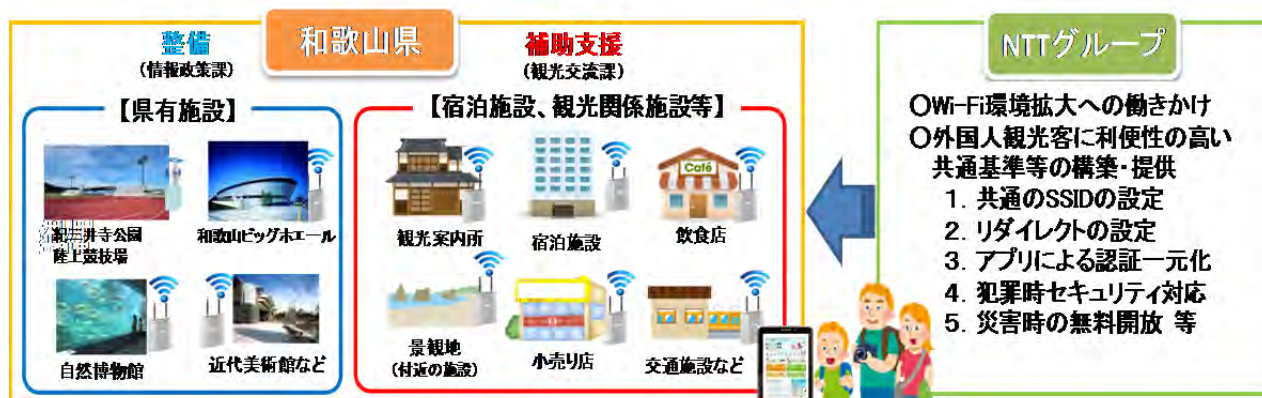 和歌山県
整備
(情報政策課)
補助支援
(観光交流課)
【県有施設】
紀三井寺公園
陸上競技場
和歌山ビッグホエール
自然博物館
近代美術館など
【宿泊施設、観光関係施設等】
観光案内所
宿泊施設
Café
飲食店
景観地
(付近の施設)
小売り店
交通施設など
NTTグループ
○Wi-Fi環境拡大への働きかけ
○外国人観光客に利便性の高い
共通基準等の構築・提供
1. 共通のSSIDの設定
2. リダイレクトの設定
3. アプリによる認証一元化
4. 犯罪時セキュリティ対応
5. 災害時の無料開放 等